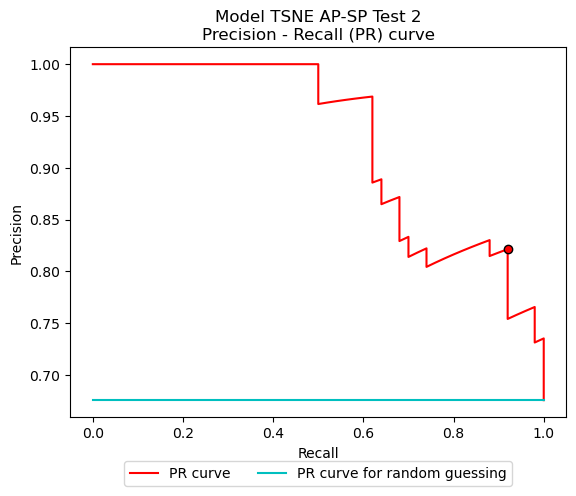 Model TSNE AP-SP Test 2
Precision - Recall (PR) curve
1.00
0.95
0.90
0.85
0.80
0.75
0.70
Precision
0.0 0.2 0.4 0.6 0.8 1.0
Recall
PR curve PR curve for random guessing